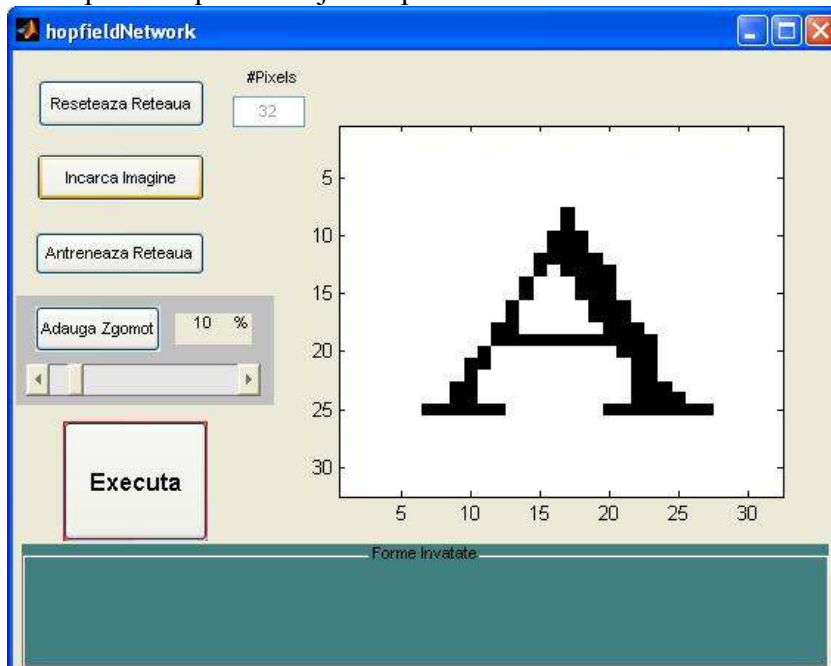 hopfieldNetwork
#Pixels
Reseteaza Reteaua
32
Incarca Imagine
Antreneaza Reteaua
Adauga Zgomot
10 %
Executa
5
10
15
20
25
30
A
5 10 15 20 25 30
Forme Invatate